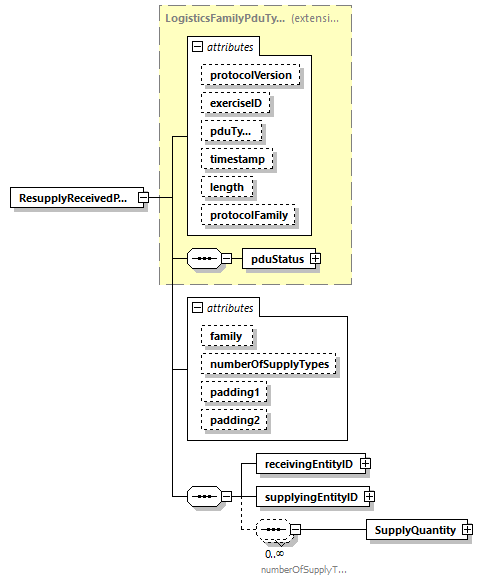 LogisticsFamilyPduTy... (extensi...
attributes
protocolVersion
exerciseID
pduTy...
timestamp
length
protocolFamily
ResupplyReceivedP...
pduStatus
attributes
family
numberOfSupplyTypes
padding1
padding2
receivingEntityID
supplyingEntityID
SupplyQuantity
0..∞
numberOfSupplyT...